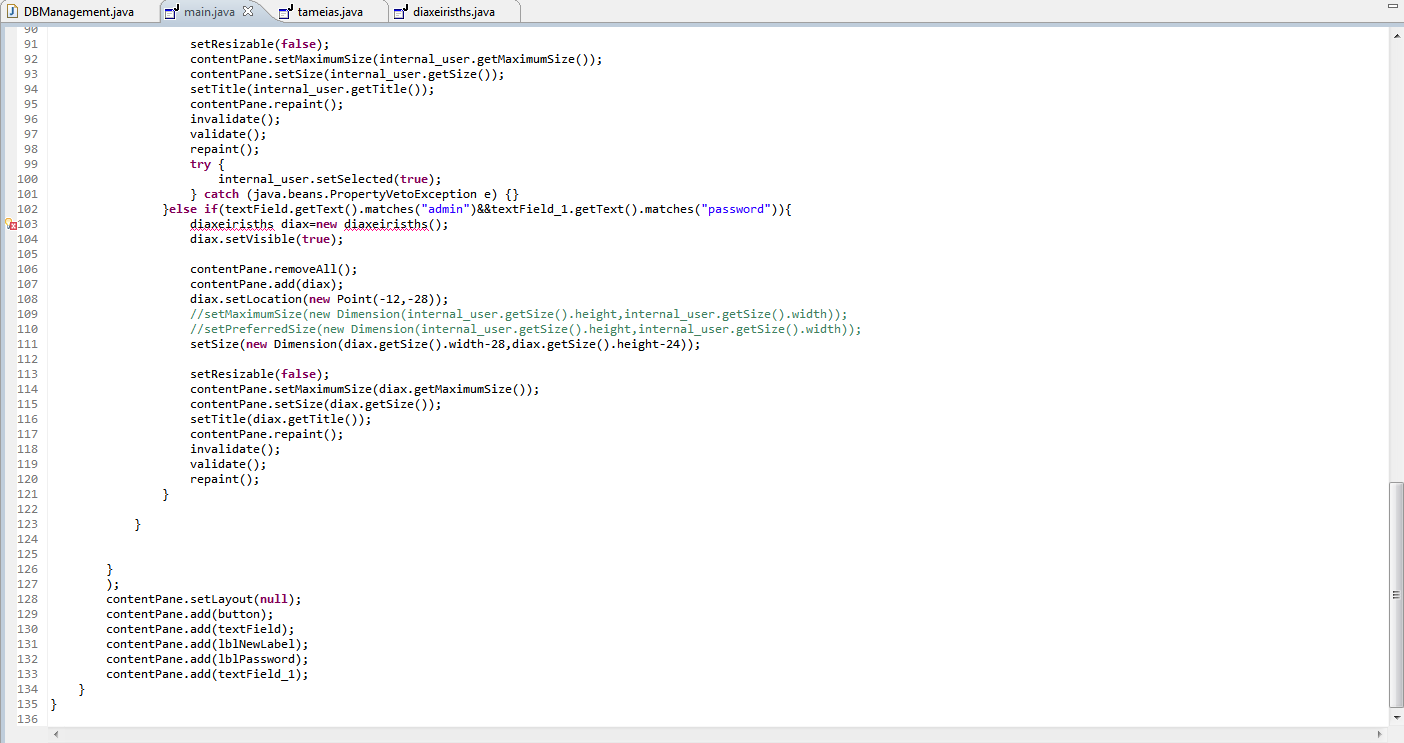 DBManagement.java main.java tameias.java diaxeiristhς.java
90
91 setResizable(false);
92 contentPane.setMaximumSize(internal_user.getMaximumSize());
93 contentPane.setSize(internal_user.getSize());
94 setTitle(internal_user.getTitle());
95 contentPane.repaint();
96 invalidate();
97 validate();
98 repaint();
99 try {
100 internal_user.setSelected(true);
101 } catch (java.beans.PropertyVetoException e) {}
102 }else if(textField.getText().matches("admin")&&textField_1.getText().matches("password")){
103 diaxeirisths diax=new diaxeirisths();
104 diax.setVisible(true);
105
106 contentPane.removeAll();
107 contentPane.add(diax);
108 diax.setLocation(new Point(-12,-28));
109 //setMaximumSize(new Dimension(internal_user.getSize().height,internal_user.getSize().width));
110 //setPreferredSize(new Dimension(internal_user.getSize().height,internal_user.getSize().width));
111 setSize(new Dimension(diax.getSize().width-28,diax.getSize().height-24));
112
113 setResizable(false);
114 contentPane.setMaximumSize(diax.getMaximumSize());
115 contentPane.setSize(diax.getSize());
116 setTitle(diax.getTitle());
117 contentPane.repaint();
118 invalidate();
119 validate();
120 repaint();
121 }
122
123 }
124
125
126 }
127 );
128 contentPane.setLayout(null);
129 contentPane.add(button);
130 contentPane.add(textField);
131 contentPane.add(lblNewLabel);
132 contentPane.add(lblPassword);
133 contentPane.add(textField_1);
134 }
135 }
136